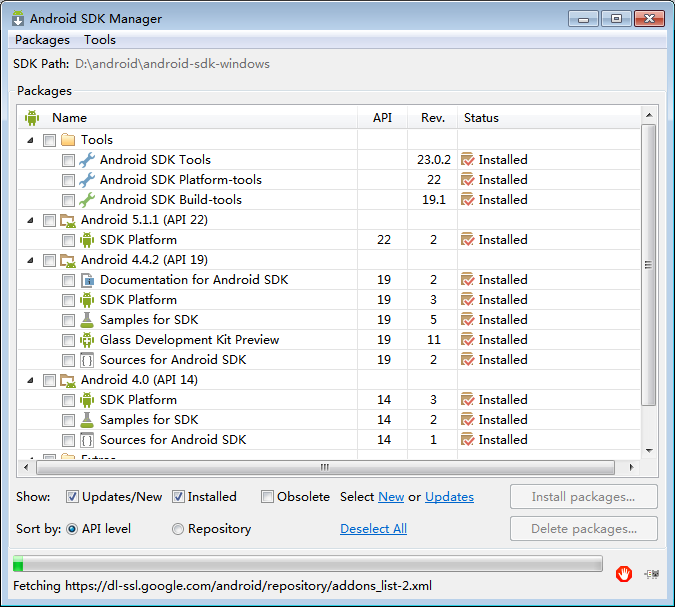 Android SDK Manager
Packages Tools
SDK Path: D:\android\android-sdk-windows
Packages
Name API Rev. Status
Tools
Android SDK Tools 23.0.2 Installed
Android SDK Platform-tools 22 Installed
Android SDK Build-tools 19.1 Installed
Android 5.1.1 (API 22)
SDK Platform 22 2 Installed
Android 4.4.2 (API 19)
Documentation for Android SDK 19 2 Installed
SDK Platform 19 3 Installed
Samples for SDK 19 5 Installed
Glass Development Kit Preview 19 11 Installed
Sources for Android SDK 19 2 Installed
Android 4.0 (API 14)
SDK Platform 14 3 Installed
Samples for SDK 14 2 Installed
Sources for Android SDK 14 1 Installed
Extras
Show: Updates/New Installed Obsolete Select New or Updates Install packages...
Sort by: API level Repository Deselect All Delete packages...
Fetching https://dl-ssl.google.com/android/repository/addons_list-2.xml